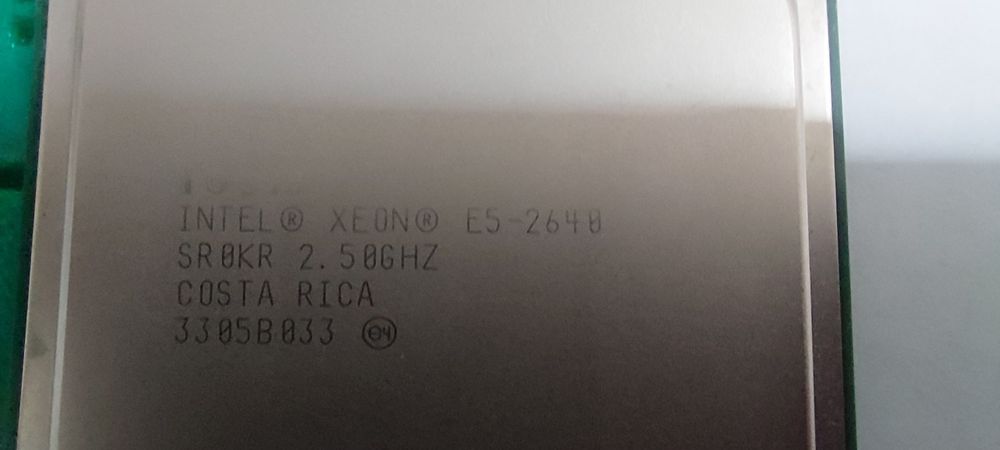 INTEL® XEON® E5-2640
SR0KR 2.50GHZ
COSTA RICA
3305B033 e4